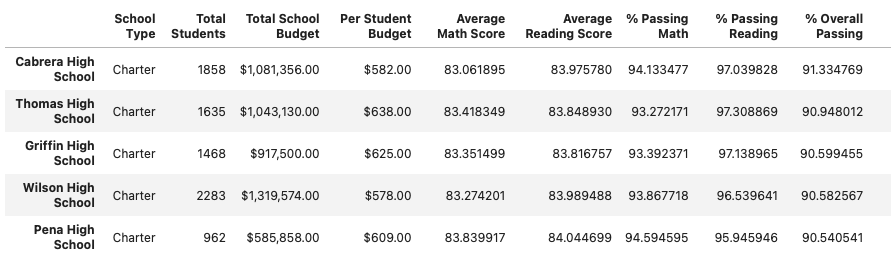 School Total Total School Per Student Average Average % Passing % Passing % Overall
Type Students Budget Budget Math Score Reading Score Math Reading Passing
Cabrera High
School Charter 1858 $1,081,356.00 $582.00 83.061895 83.975780 94.133477 97.039828 91.334769
Thomas High
School Charter 1635 $1,043,130.00 $638.00 83.418349 83.848930 93.272171 97.308869 90.948012
Griffin High
School Charter 1468 $917,500.00 $625.00 83.351499 83.816757 93.392371 97.138965 90.599455
Wilson High
School Charter 2283 $1,319,574.00 $578.00 83.274201 83.989488 93.867718 96.539641 90.582567
Pena High
School Charter 962 $585,858.00 $609.00 83.839917 84.044699 94.594595 95.945946 90.540541